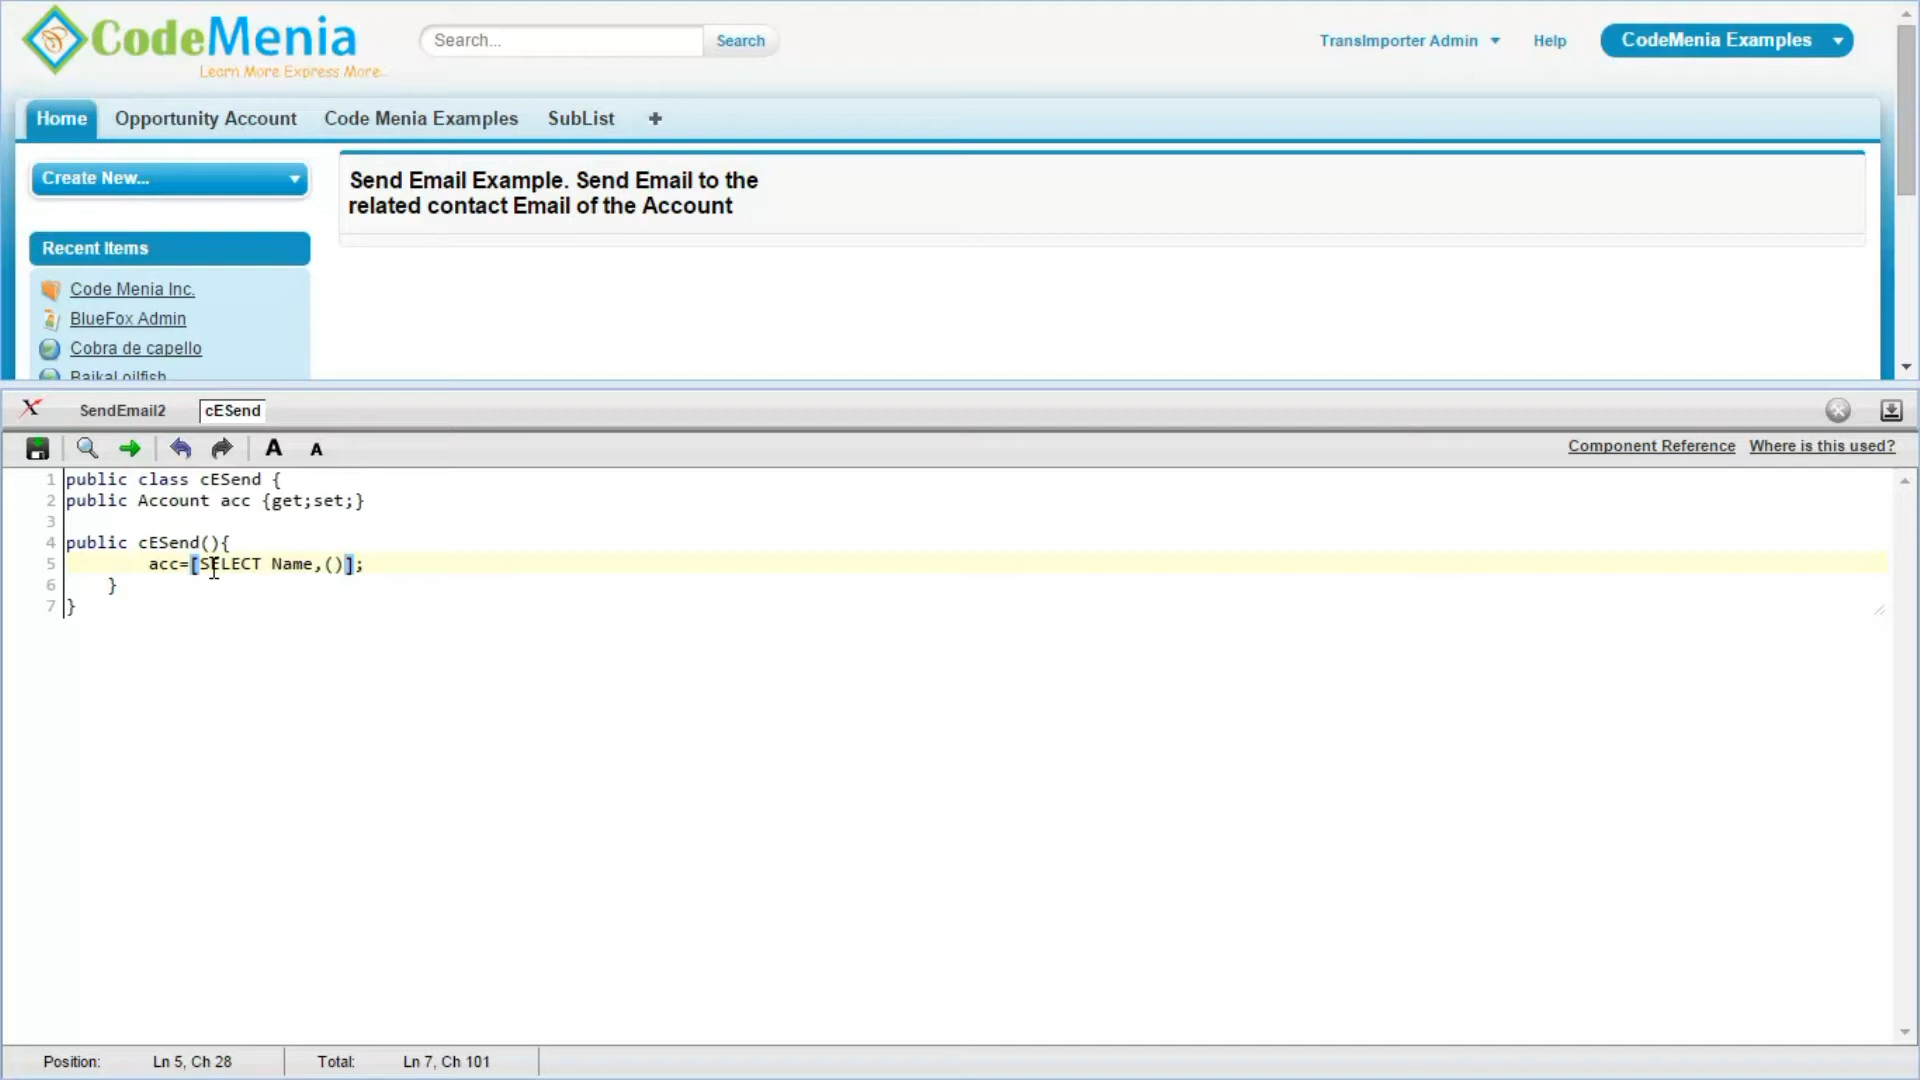 CodeMenia
Learn More Express More..
Search...
Search
TransImporter Admin
Help
CodeMenia Examples
Home
Opportunity Account
Code Menia Examples
SubList
Create New...
Send Email Example. Send Email to the
related contact Email of the Account
Recent Items
Code Menia Inc.
BlueFox Admin
Cobra de capello
Baikal oilfish
SendEmail2
cESend
A
A
Component Reference
Where is this used?
1 public class cESend {
2 public Account acc {get;set;}
3
4 public cESend(){
5 acc=[SELECT Name,()];
6 }
7 }
Position:
Ln 5, Ch 28
Total:
Ln 7, Ch 101